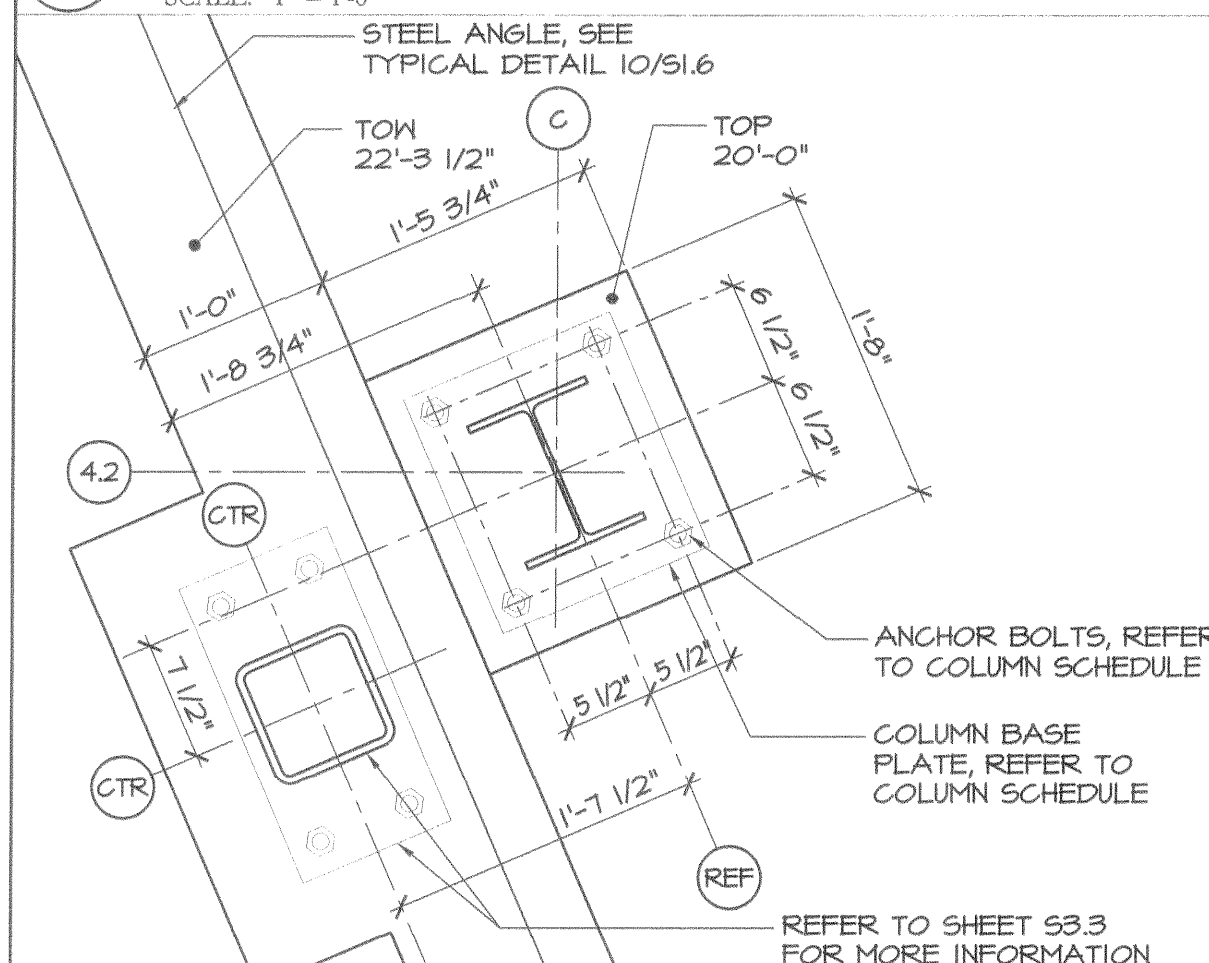 SCALE: 1" = 1'-0"
STEEL ANGLE, SEE
TYPICAL DETAIL 10/S1.6
TOW
22'-3 1/2"
C
TOP
20'-0"
1'-5 3/4"
1'-0"
1'-8 3/4"
6 1/2"
6 1/2"
1'-8"
4.2
CTR
7 1/2"
CTR
5 1/2"
5 1/2"
1'-7 1/2"
REF
ANCHOR BOLTS, REFER
TO COLUMN SCHEDULE
COLUMN BASE
PLATE, REFER TO
COLUMN SCHEDULE
REFER TO SHEET S3.3
FOR MORE INFORMATION